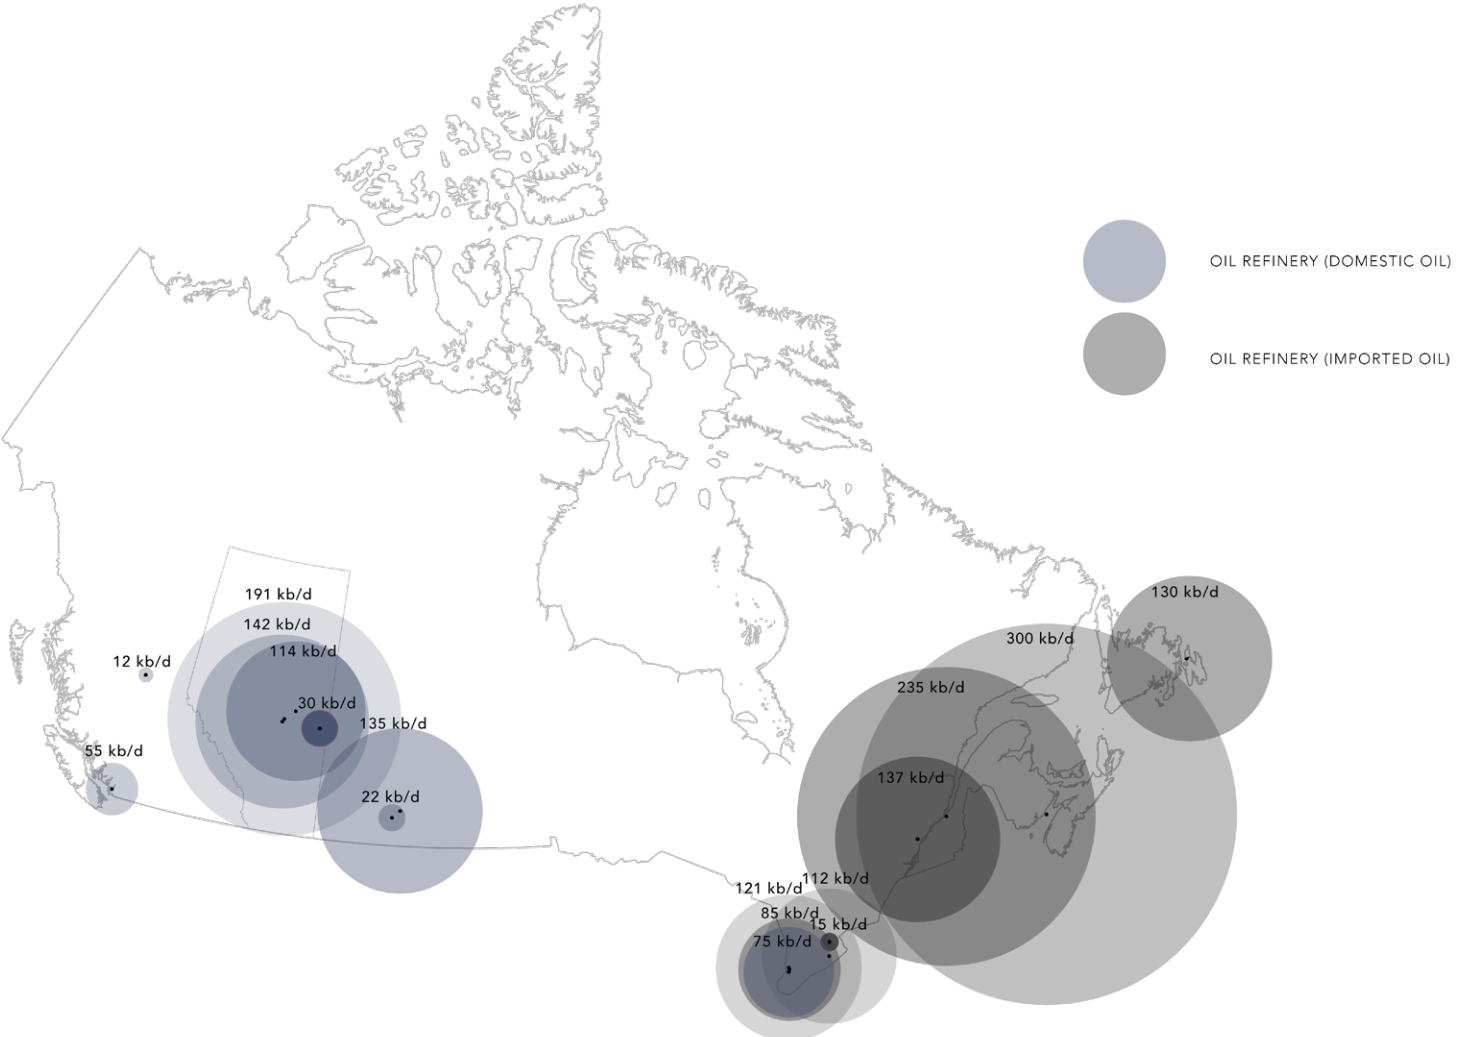 OIL REFINERY (DOMESTIC OIL)
OIL REFINERY (IMPORTED OIL)
130 kb/d
191 kb/d
142 kb/d
300 kb/d
114 kb/d
12 kb/d
235 kb/d
30 kb/d
135 kb/d
55 kb/d
137 kb/d
22 kb/d
112 kb/d
121 kb/d
85 kb/d
15 kb/d
75 kb/d